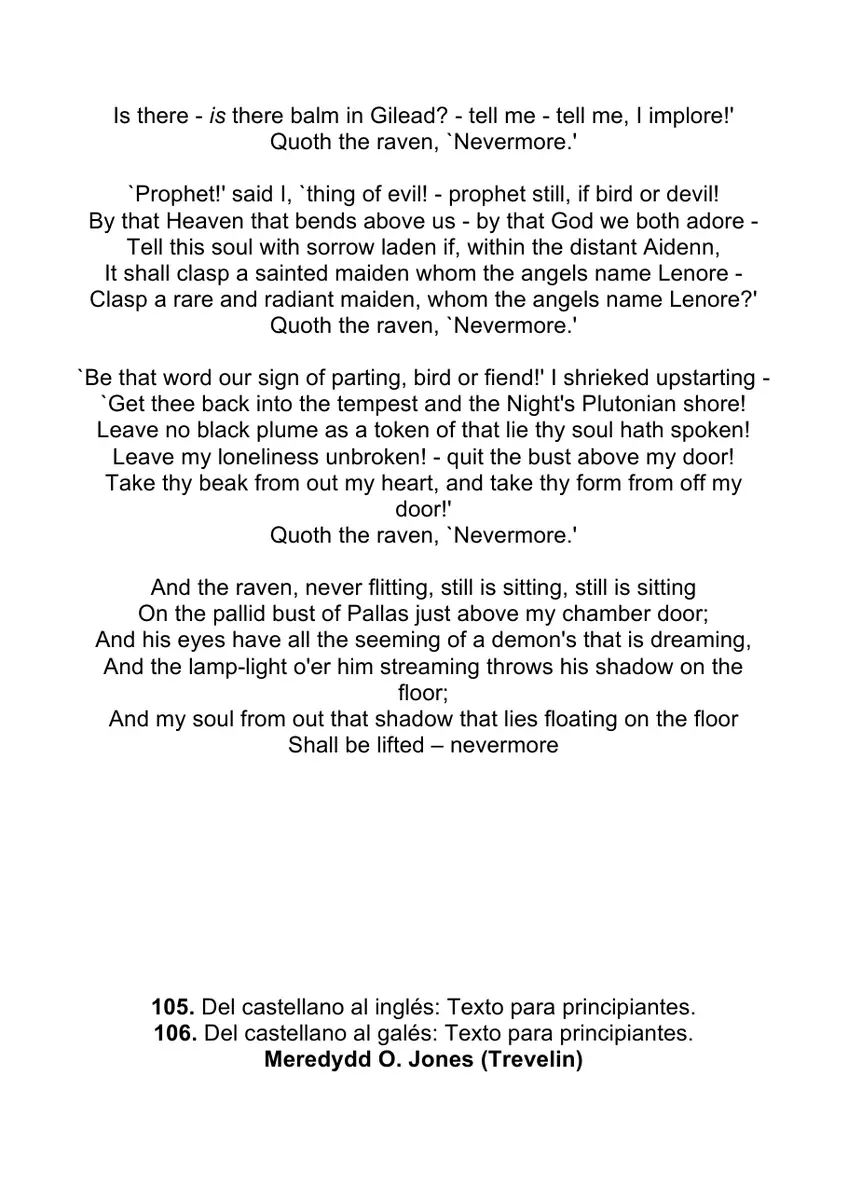 Is there - is there balm in Gilead? - tell me - tell me, I implore!'
Quoth the raven, `Nevermore.'
`Prophet!' said I, `thing of evil! - prophet still, if bird or devil!
By that Heaven that bends above us - by that God we both adore -
Tell this soul with sorrow laden if, within the distant Aidenn,
It shall clasp a sainted maiden whom the angels name Lenore -
Clasp a rare and radiant maiden, whom the angels name Lenore?'
Quoth the raven, `Nevermore.'
`Be that word our sign of parting, bird or fiend!' I shrieked upstarting -
`Get thee back into the tempest and the Night's Plutonian shore!
Leave no black plume as a token of that lie thy soul hath spoken!
Leave my loneliness unbroken! - quit the bust above my door!
Take thy beak from out my heart, and take thy form from off my
door!'
Quoth the raven, `Nevermore.'
And the raven, never flitting, still is sitting, still is sitting
On the pallid bust of Pallas just above my chamber door;
And his eyes have all the seeming of a demon's that is dreaming,
And the lamp-light o'er him streaming throws his shadow on the
floor;
And my soul from out that shadow that lies floating on the floor
Shall be lifted – nevermore
105. Del castellano al inglés: Texto para principiantes.
106. Del castellano al galés: Texto para principiantes.
Meredydd O. Jones (Trevelin)